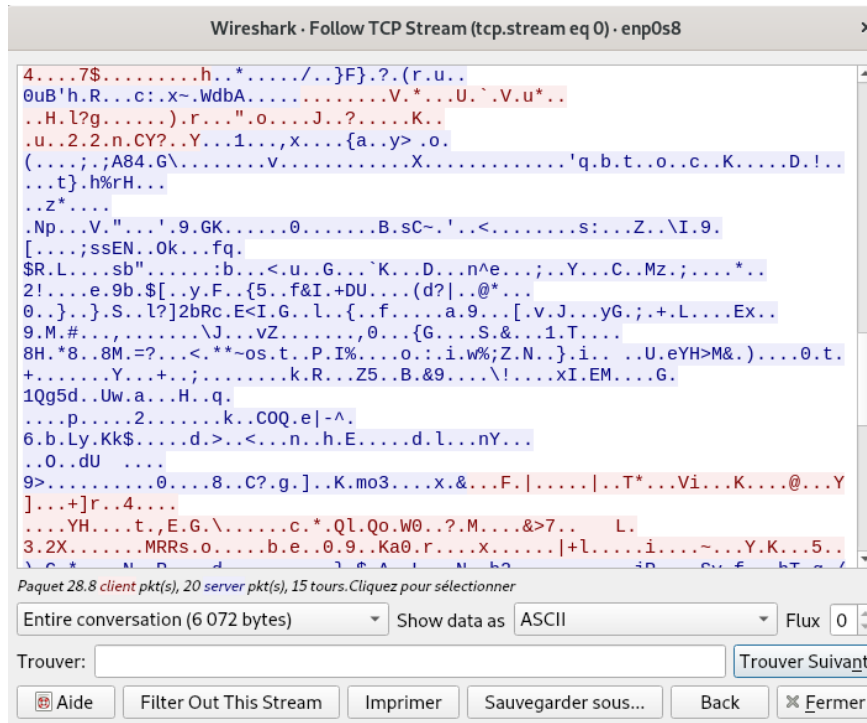 Wireshark · Follow TCP Stream (tcp.stream eq 0) · enp0s8
4....7$.........h..*...../..}F}.?.(r.u..
0uB'h.R...c:.x~.WdbA.............V.*...U.`.V.u*..
..H.l?g......).r...".o....J..?.....K..
.u..2.2.n.CY?..Y...1...,x....{a..y> .o.
(....;.;A84.G\........v............X.............'q.b.t..o..c..K.....D.!..
...t}.h%rH...
..z*....
.Np...V."...'.9.GK......0.......B.sC~.'..<........s:...Z..\I.9.
[....;ssEN..Ok...fq.
$R.L....sb"......:b...<.u..G...`K...D...n^e...;..Y...C..Mz.;....*..
2!....e.9b.$[..y.F..{5..f&I.+DU....(d?|..@*...
0..}..}.S..l?]2bRc.E<I.G..l..{..f.....a.9...[.v.J...yG.;.+.L....Ex..
9.M.#...,.......\J...vZ.......,0...{G....S.&...1.T....
8H.*8..8M.=?...<.**~os.t..P.I%....o.:.i.w%;Z.N..}.i.. ..U.eYH>M&.)....0.t.
+.......Y...+..;........k.R...Z5..B.&9....\!....xI.EM....G.
1Qg5d..Uw.a...H..q.
....p.....2.......k..COQ.e|-^.
6.b.Ly.Kk$.....d.>..<...n..h.E.....d.l...nY...
..O..dU ....
9>..........0....8..C?.g.]..K.mo3....x.&...F.|.....|..T*...Vi...K....@...Y
]...+]r..4....
....YH....t.,E.G.\......c.*.Ql.Qo.W0..?.M....&>7.. L.
3.2X.......MRRs.o.....b.e..0.9..Ka0.r....x.......|+l.....i....~...Y.K...5..
Paquet 28.8 client pkt(s), 20 server pkt(s), 15 tours.Cliquez pour sélectionner
Entire conversation (6 072 bytes) Show data as ASCII Flux 0
Trouver: Trouver Suivant
Aide Filter Out This Stream Imprimer Sauvegarder sous... Back Fermer